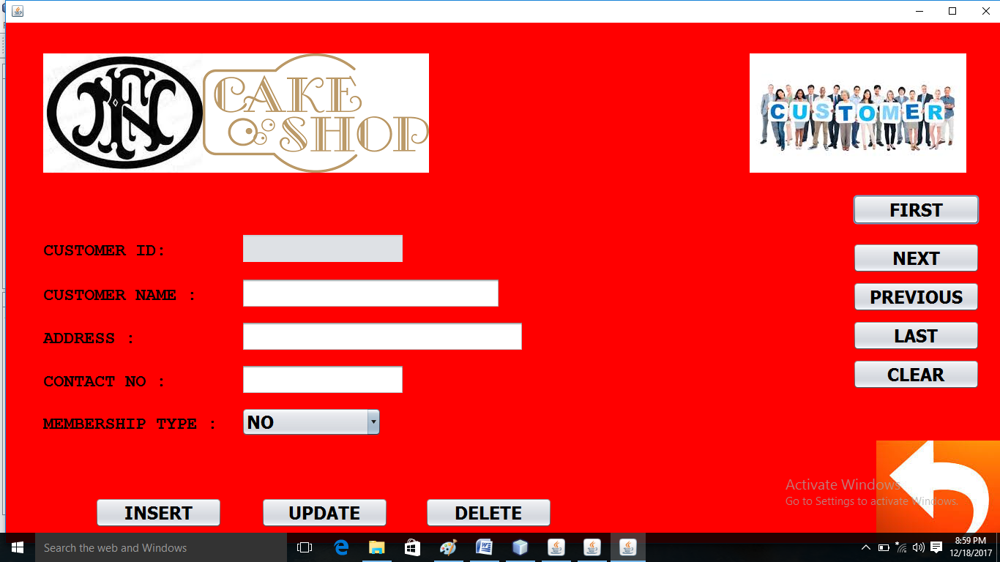 CAKE
SHOP
CUSTOMER
FIRST
CUSTOMER ID:
NEXT
CUSTOMER NAME :
PREVIOUS
ADDRESS :
LAST
CONTACT NO :
CLEAR
MEMBERSHIP TYPE :
NO
Activate Windows
Go to Settings to activate Windows.
INSERT
UPDATE
DELETE
Search the web and Windows
8:59 PM
12/18/2017